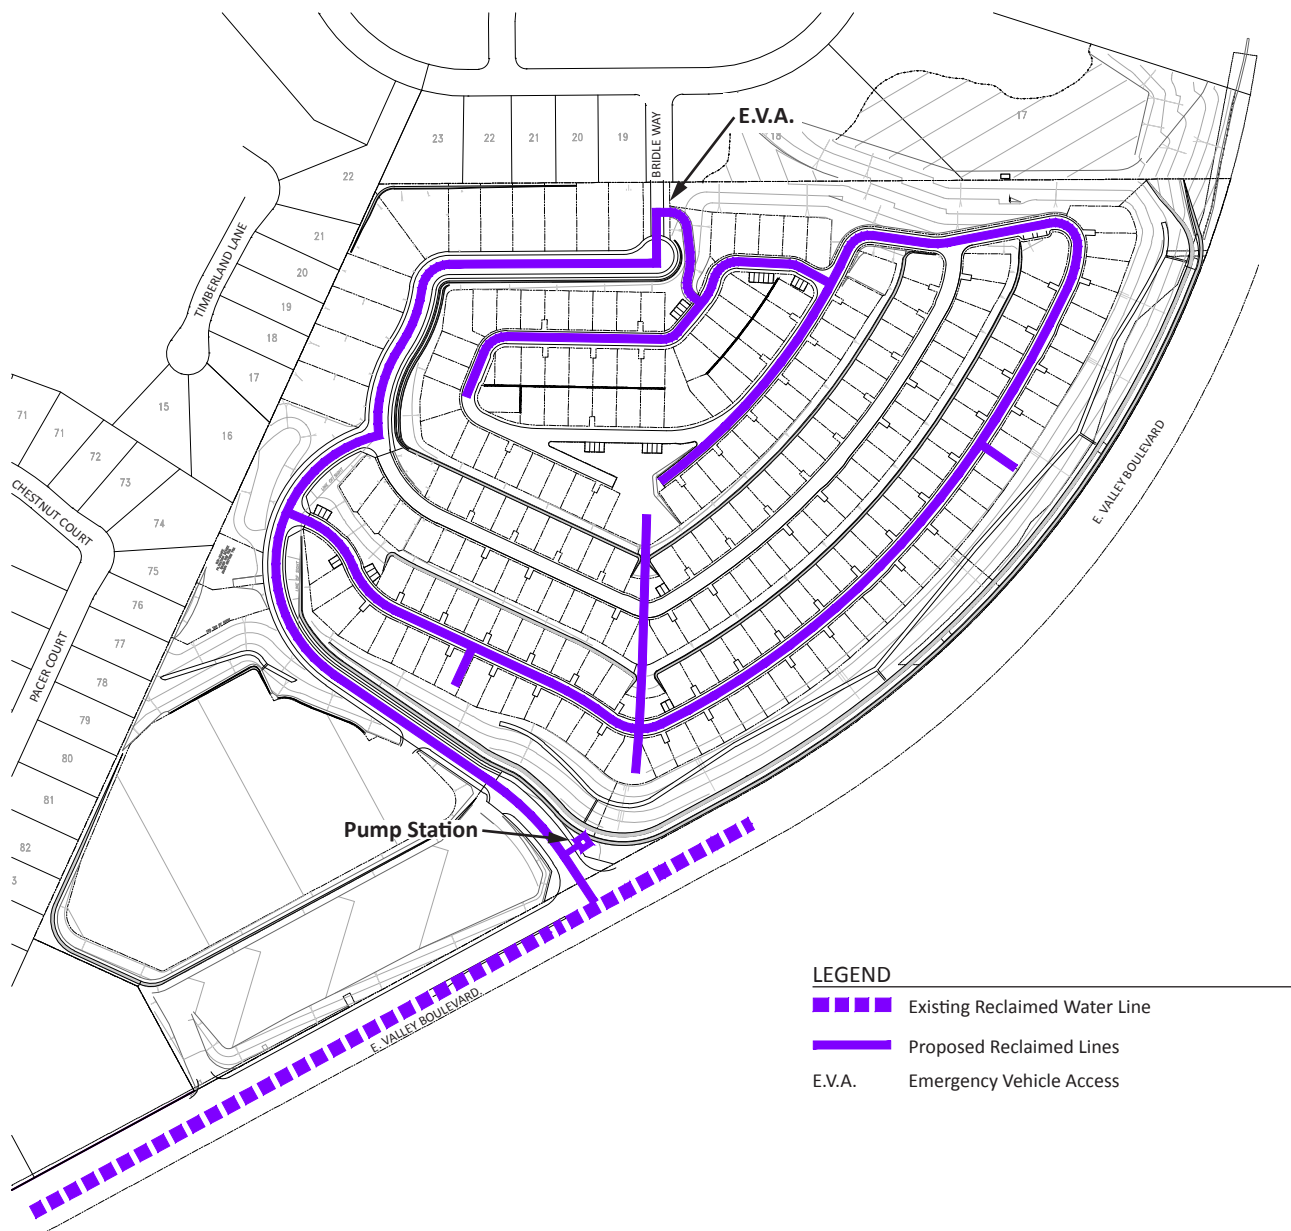 E.V.A.
17
18
BRIDLE WAY
23
22
21
20
19
22
21
20
19
18
17
TIMBERLAND LANE
15
16
71
71
72
73
74
CHESTNUT COURT
75
76
77
78
79
80
81
82
3
PACER COURT
E. VALLEY BOULEVARD
Pump Station
E. VALLEY BOULEVARD
LEGEND
Existing Reclaimed Water Line
Proposed Reclaimed Lines
E.V.A. Emergency Vehicle Access